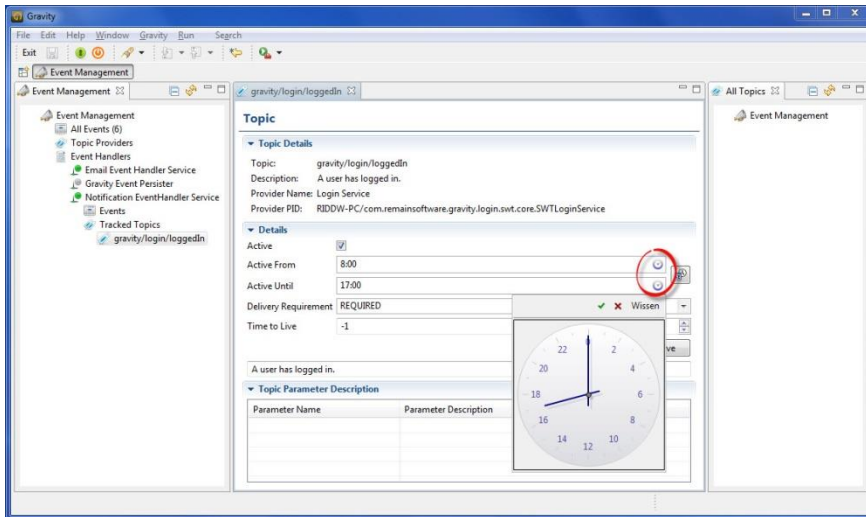 Gravity
File Edit Help Window Gravity Run Search
Exit
Event Management
Event Management
gravity/login/loggedIn
All Topics
Event Management
All Events (6)
Topic Providers
Event Handlers
Email Event Handler Service
Gravity Event Persister
Notification EventHandler Service
Events
Tracked Topics
gravity/login/loggedIn
Topic
Topic Details
Topic: gravity/login/loggedIn
Description: A user has logged in.
Provider Name: Login Service
Provider PID: RIDDW-PC/com.remainsoftware.gravity.login.swt.core.SWTLoginService
Details
Active
Active From 8:00
Active Until 17:00
Delivery Requirement REQUIRED
Time to Live -1
Wissen
ve
0
22 2
20 4
18 6
16 8
14 10
12
A user has logged in.
Topic Parameter Description
Parameter Name Parameter Description
Event Management